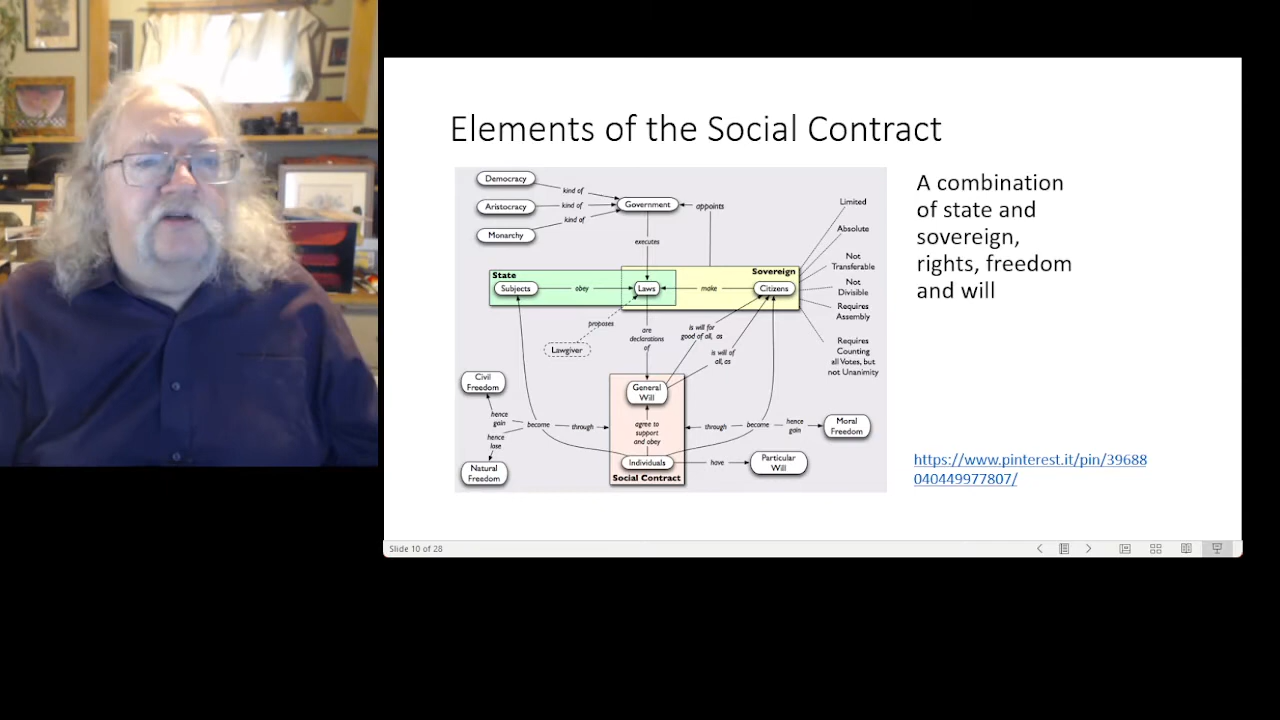 Elements of the Social Contract
Democracy
kind of
Aristocracy
kind of
Government
appoints
Monarchy
kind of
executes
Limited
Absolute
Not
Transferable
Not
Divisible
Requires
Assembly
Requires
Counting
all Votes, but
not Unanimity
State
Sovereign
Subjects
obey
Laws
make
Citizens
proposes
Lawgiver
are
declarations
of
is will for
good of all, as
is will of
all, as
Civil
Freedom
General
Will
hence
gain
become
through
hence
lose
agree to
support
and obey
through
become
hence
gain
Moral
Freedom
Natural
Freedom
Individuals
have
Particular
Will
Social Contract
A combination
of state and
sovereign,
rights, freedom
and will
https://www.pinterest.it/pin/39688
040449977807/
Slide 10 of 28